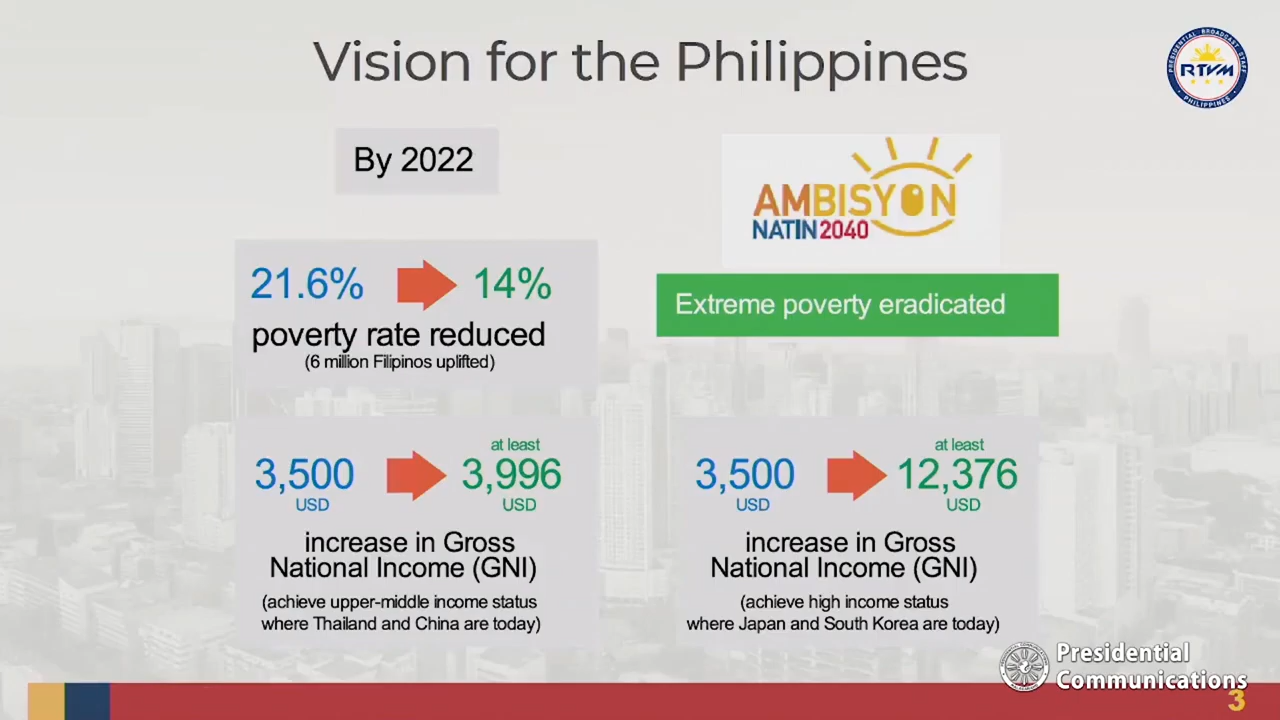 Vision for the Philippines
PRESIDENTIAL BROADCAST STAFF
RTVM
PHILIPPINES
By 2022
21.6% 14%
poverty rate reduced
(6 million Filipinos uplifted)
at least
3,500 3,996
USD USD
increase in Gross
National Income (GNI)
(achieve upper-middle income status
where Thailand and China are today)
AMBISYON
NATIN 2040
Extreme poverty eradicated
at least
3,500 12,376
USD USD
increase in Gross
National Income (GNI)
(achieve high income status
where Japan and South Korea are today)
Presidential
Communications
3